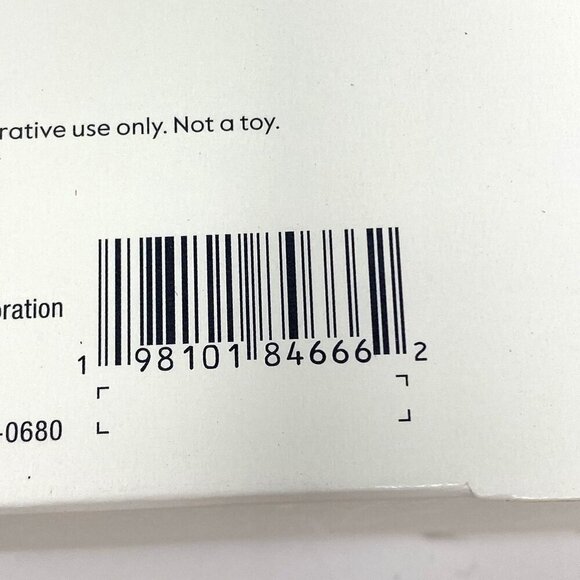 rative use only. Not a toy.
oration
1 98101 84666 2
-0680